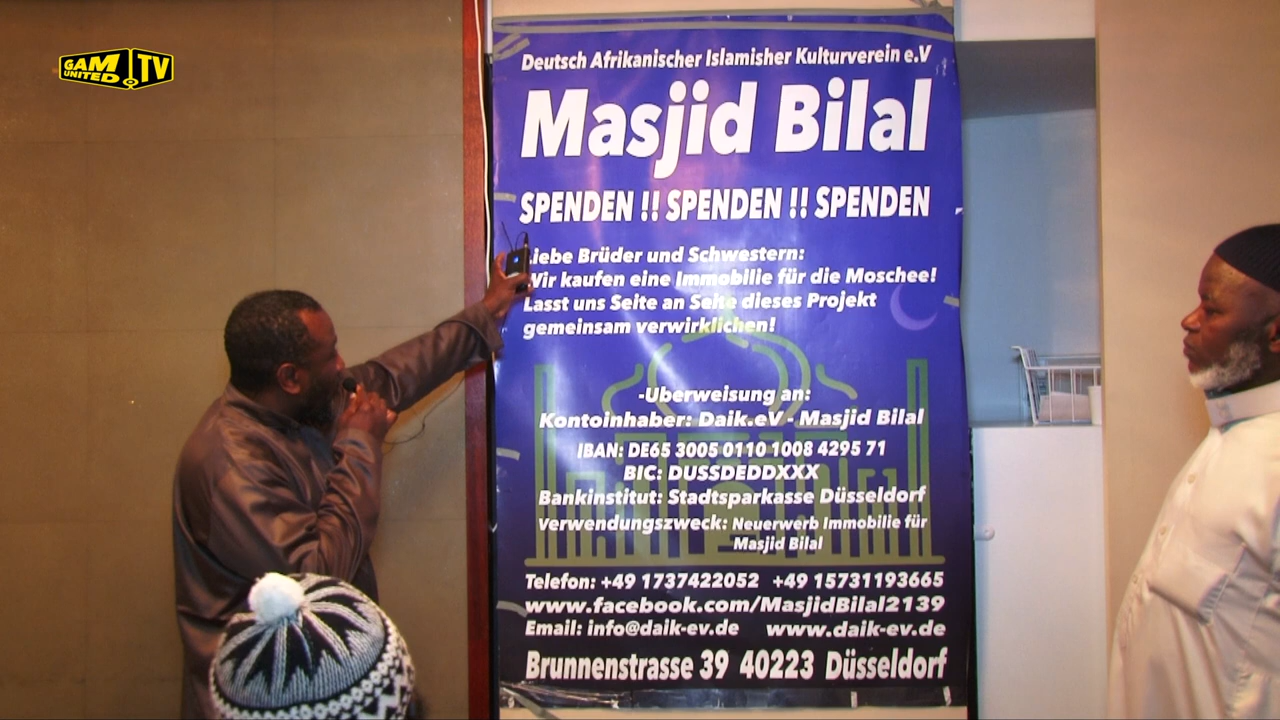 GAM UNITED TV
Deutsch Afrikanischer Islamisher Kulturverein e.V
Masjid Bilal
SPENDEN !! SPENDEN !! SPENDEN
Liebe Brüder und Schwestern:
Wir kaufen eine Immobilie für die Moschee!
Lasst uns Seite an Seite dieses Projekt
gemeinsam verwirklichen!
-Uberweisung an:
Kontoinhaber: Daik.eV - Masjid Bilal
IBAN: DE65 3005 0110 1008 4295 71
BIC: DUSSDEDDXXX
Bankinstitut: Stadtsparkasse Düsseldorf
Verwendungszweck: Neuerwerb Immobilie für
Masjid Bilal
Telefon: +49 1737422052 +49 15731193665
www.facebook.com/MasjidBilal2139
Email: info@daik-ev.de www.daik-ev.de
Brunnenstrasse 39 40223 Düsseldorf